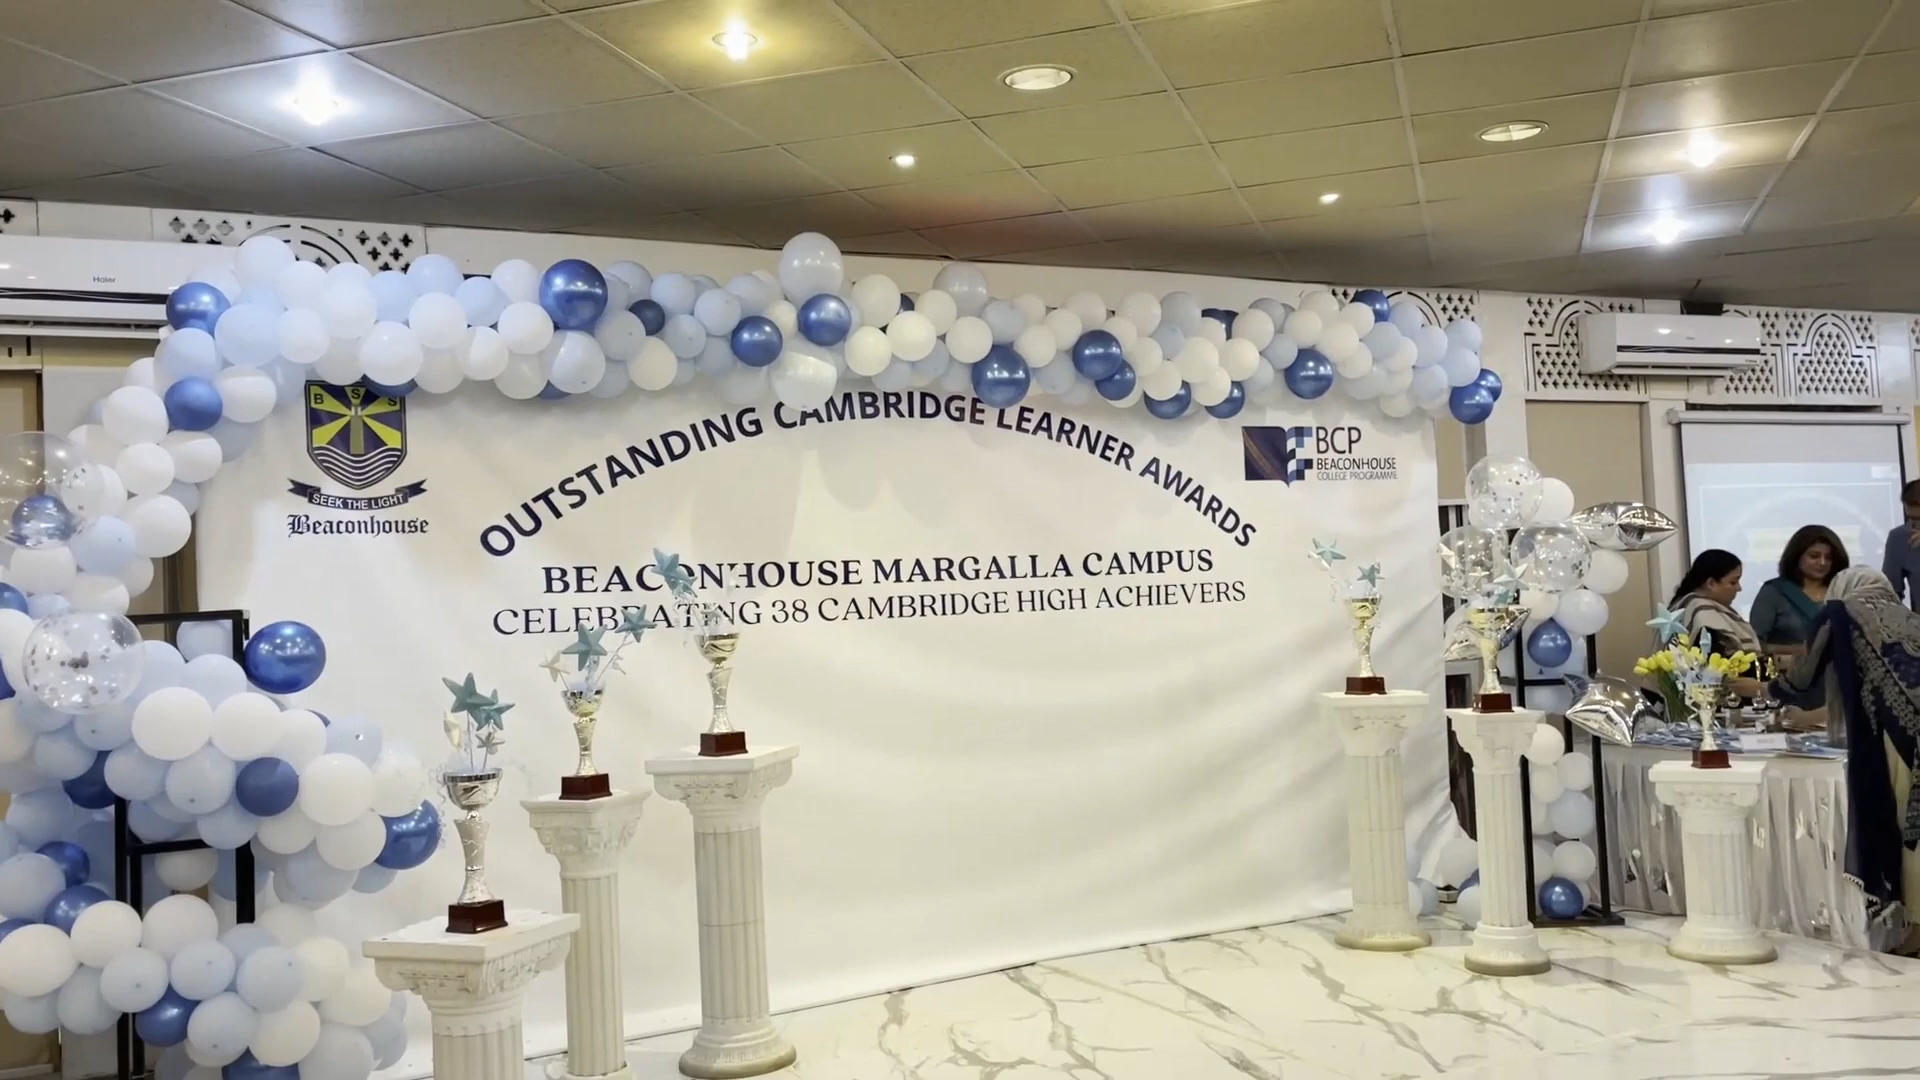 Haier
B S S
SEEK THE LIGHT
Beaconhouse
OUTSTANDING CAMBRIDGE LEARNER AWARDS
BEACONHOUSE MARGALLA CAMPUS
CELEBRATING 38 CAMBRIDGE HIGH ACHIEVERS
BCP
BEACONHOUSE
COLLEGE PROGRAMME